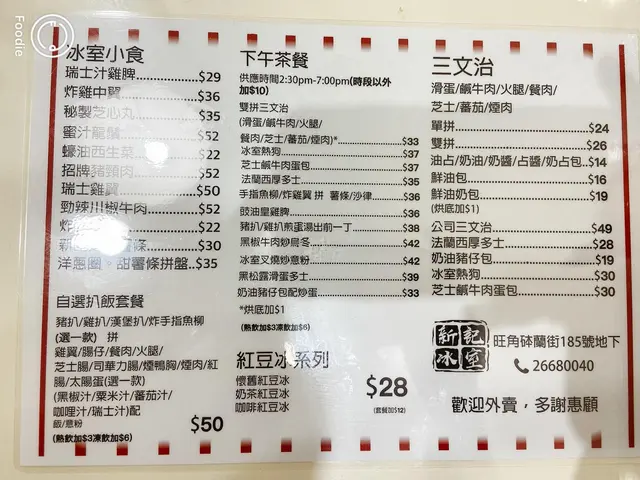 Foodie
冰室小食
瑞士汁雞脾 $29
炸雞中翼 $36
秘製芝心丸 $35
蜜汁龍鬚 $52
蠔油西生菜 $22
招牌豬頸肉 $52
瑞士雞翼 $50
勁辣川椒牛肉 $52
炸 $22
新 條 $30
洋蔥圈。甜薯條拼盤..$35
自選扒飯套餐
豬扒/雞扒/漢堡扒/炸手指魚柳
(選一款) 拼
雞翼/腸仔/餐肉/火腿/
芝士腸/司華力腸/煙鴨胸/煙肉/紅
腸/太陽蛋(選一款)
(黑椒汁/粟米汁/蕃茄汁/
咖哩汁/瑞士汁)配
飯/意粉 $50
(熱飲加$3凍飲加$6)
下午茶餐
供應時間2:30pm-7:00pm(時段以外
加$10)
雙拼三文治
(滑蛋/鹹牛肉/火腿/
餐肉/芝士/蕃茄/煙肉)* $33
冰室熱狗 $37
芝士鹹牛肉蛋包 $37
法蘭西厚多士 $35
手指魚柳/炸雞翼 拼 薯條/沙律 $36
豉油皇雞脾 $36
豬扒/雞扒煎蛋湯出前一丁 $38
黑椒牛肉炒烏冬 $42
冰室叉燒炒意粉 $42
黑松露滑蛋多士 $39
奶油豬仔包配炒蛋 $33
*烘底加$1
(熱飲加$3凍飲加$6)
紅豆冰系列
懷舊紅豆冰
奶茶紅豆冰
咖啡紅豆冰
$28
(套餐加$12)
三文治
滑蛋/鹹牛肉/火腿/餐肉/
芝士/蕃茄/煙肉
單拼 $24
雙拼 $26
油占/奶油/奶醬/占醬/奶占包..$14
鮮油包 $16
鮮油奶包 $19
(烘底加$1)
公司三文治 $49
法蘭西厚多士 $28
奶油豬仔包 $19
冰室熱狗 $30
芝士鹹牛肉蛋包 $30
新記
冰室
旺角砵蘭街185號地下
26680040
歡迎外賣，多謝惠顧